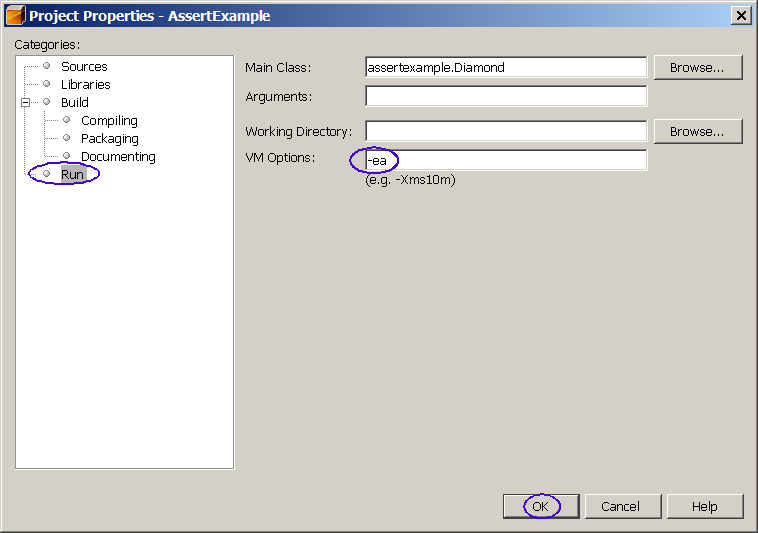 Project Properties - AssertExample
Categories:
Sources
Libraries
Build
Compiling
Packaging
Documenting
Run
Main Class: assertexample.Diamond Browse...
Arguments:
Working Directory: Browse...
VM Options: -ea
(e.g. -Xms10m)
OK Cancel Help